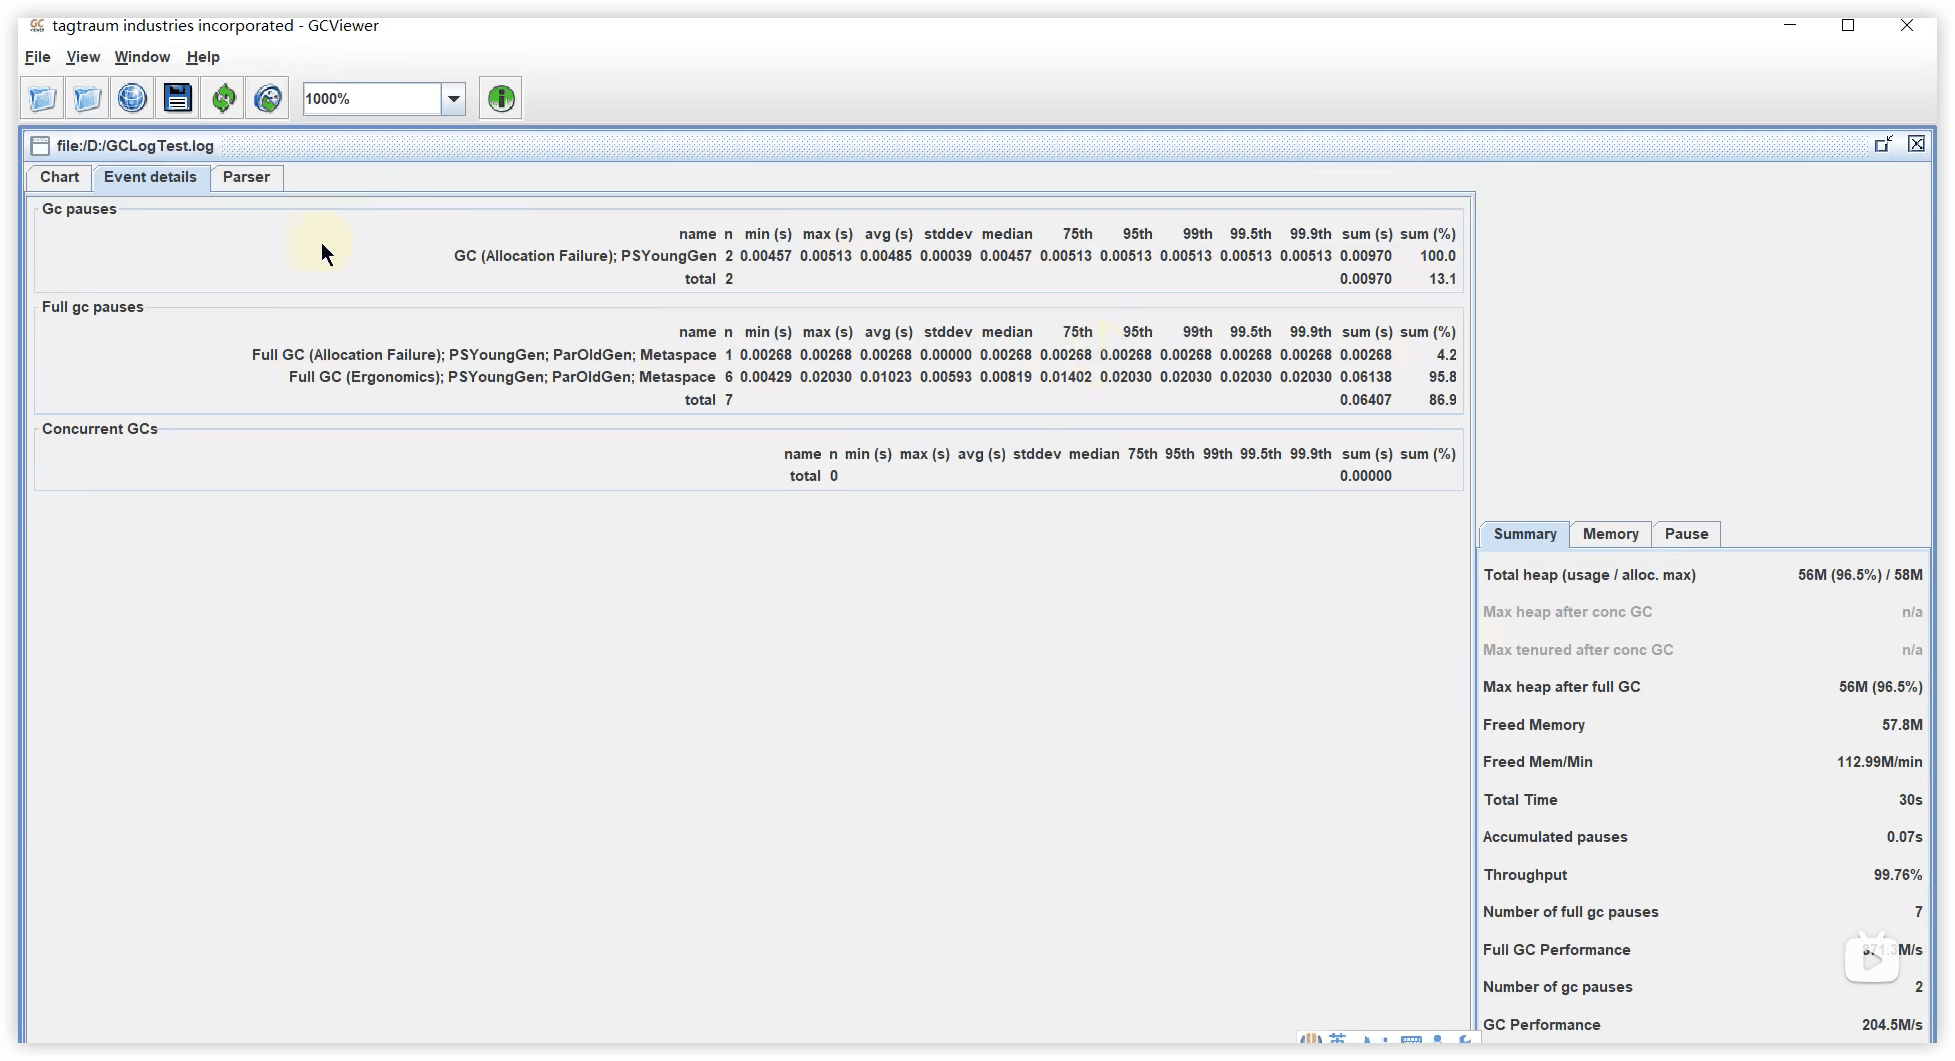 tagtraum industries incorporated - GCViewer
File View Window Help
1000%
file:/D:/GCLogTest.log
Chart Event details Parser
Gc pauses
name n min (s) max (s) avg (s) stddev median 75th 95th 99th 99.5th 99.9th sum (s) sum (%)
GC (Allocation Failure); PSYoungGen 2 0.00457 0.00513 0.00485 0.00039 0.00457 0.00513 0.00513 0.00513 0.00513 0.00513 0.00970 100.0
total 2 0.00970 13.1
Full gc pauses
name n min (s) max (s) avg (s) stddev median 75th 95th 99th 99.5th 99.9th sum (s) sum (%)
Full GC (Allocation Failure); PSYoungGen; ParOldGen; Metaspace 1 0.00268 0.00268 0.00268 0.00000 0.00268 0.00268 0.00268 0.00268 0.00268 0.00268 0.00268 4.2
Full GC (Ergonomics); PSYoungGen; ParOldGen; Metaspace 6 0.00429 0.02030 0.01023 0.00593 0.00819 0.01402 0.02030 0.02030 0.02030 0.02030 0.06138 95.8
total 7 0.06407 86.9
Concurrent GCs
name n min (s) max (s) avg (s) stddev median 75th 95th 99th 99.5th 99.9th sum (s) sum (%)
total 0 0.00000
Summary Memory Pause
Total heap (usage / alloc. max) 56M (96.5%) / 58M
Max heap after conc GC n/a
Max tenured after conc GC n/a
Max heap after full GC 56M (96.5%)
Freed Memory 57.8M
Freed Mem/Min 112.99M/min
Total Time 30s
Accumulated pauses 0.07s
Throughput 99.76%
Number of full gc pauses 7
Full GC Performance 871.3M/s
Number of gc pauses 2
GC Performance 204.5M/s